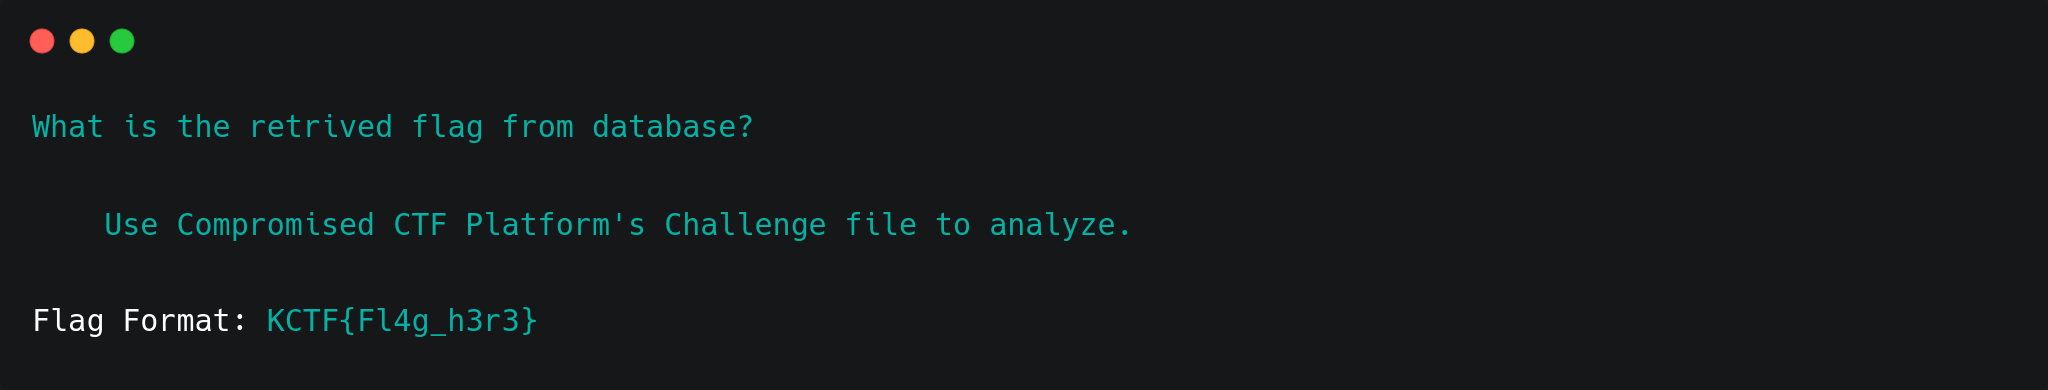 What is the retrived flag from database?
Use Compromised CTF Platform's Challenge file to analyze.
Flag Format: KCTF{Fl4g_h3r3}